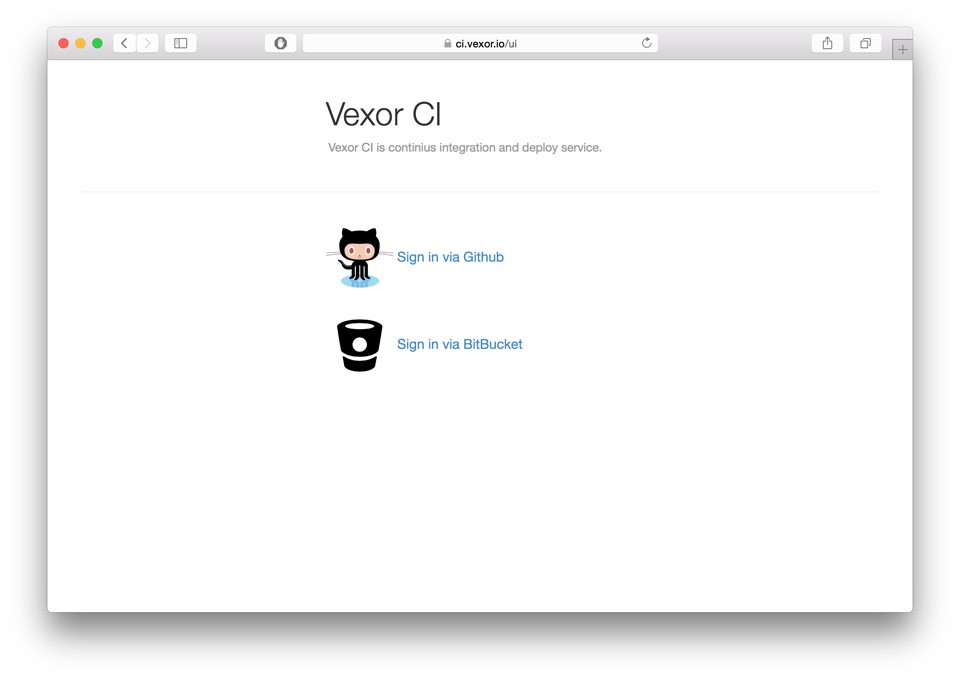 ci.vexor.io/ui
Vexor CI
Vexor CI is continius integration and deploy service.
Sign in via Github
Sign in via BitBucket